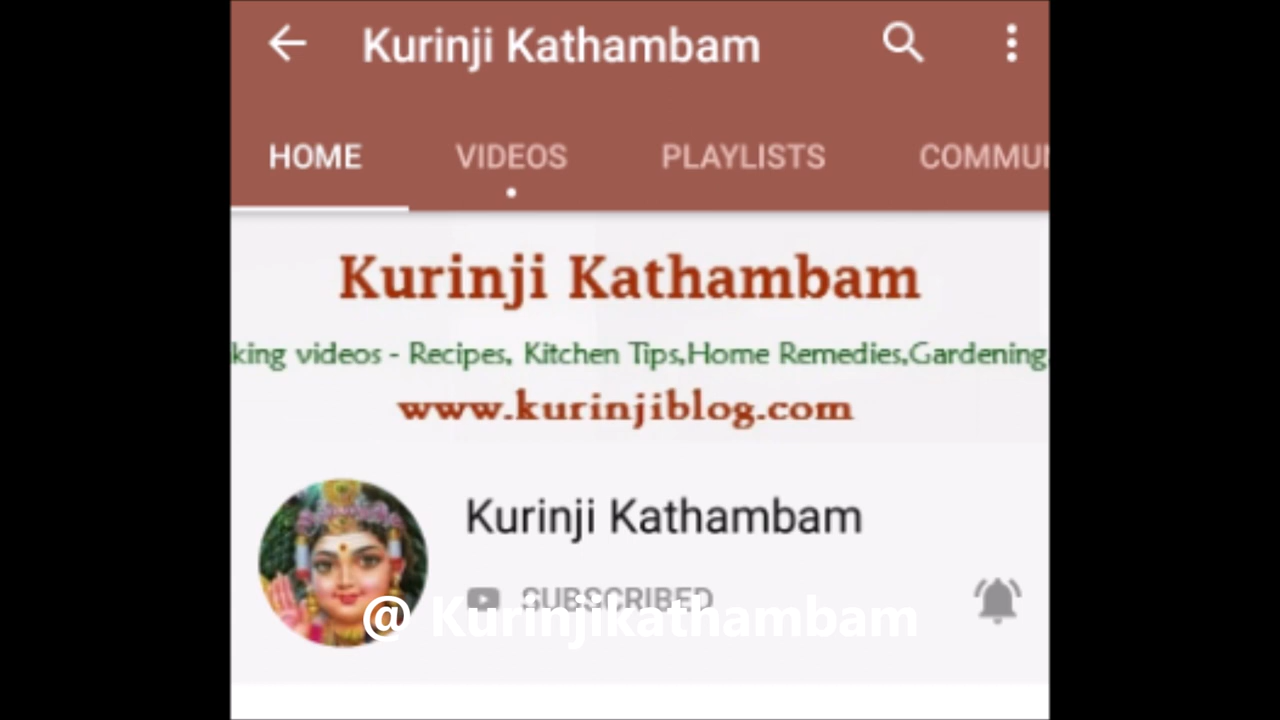 Kurinji Kathambam
HOME VIDEOS PLAYLISTS COMMUN
Kurinji Kathambam
king videos - Recipes, Kitchen Tips,Home Remedies,Gardening,
www.kurinjiblog.com
Kurinji Kathambam
SUBSCRIBED
@ Kurinjikathambam